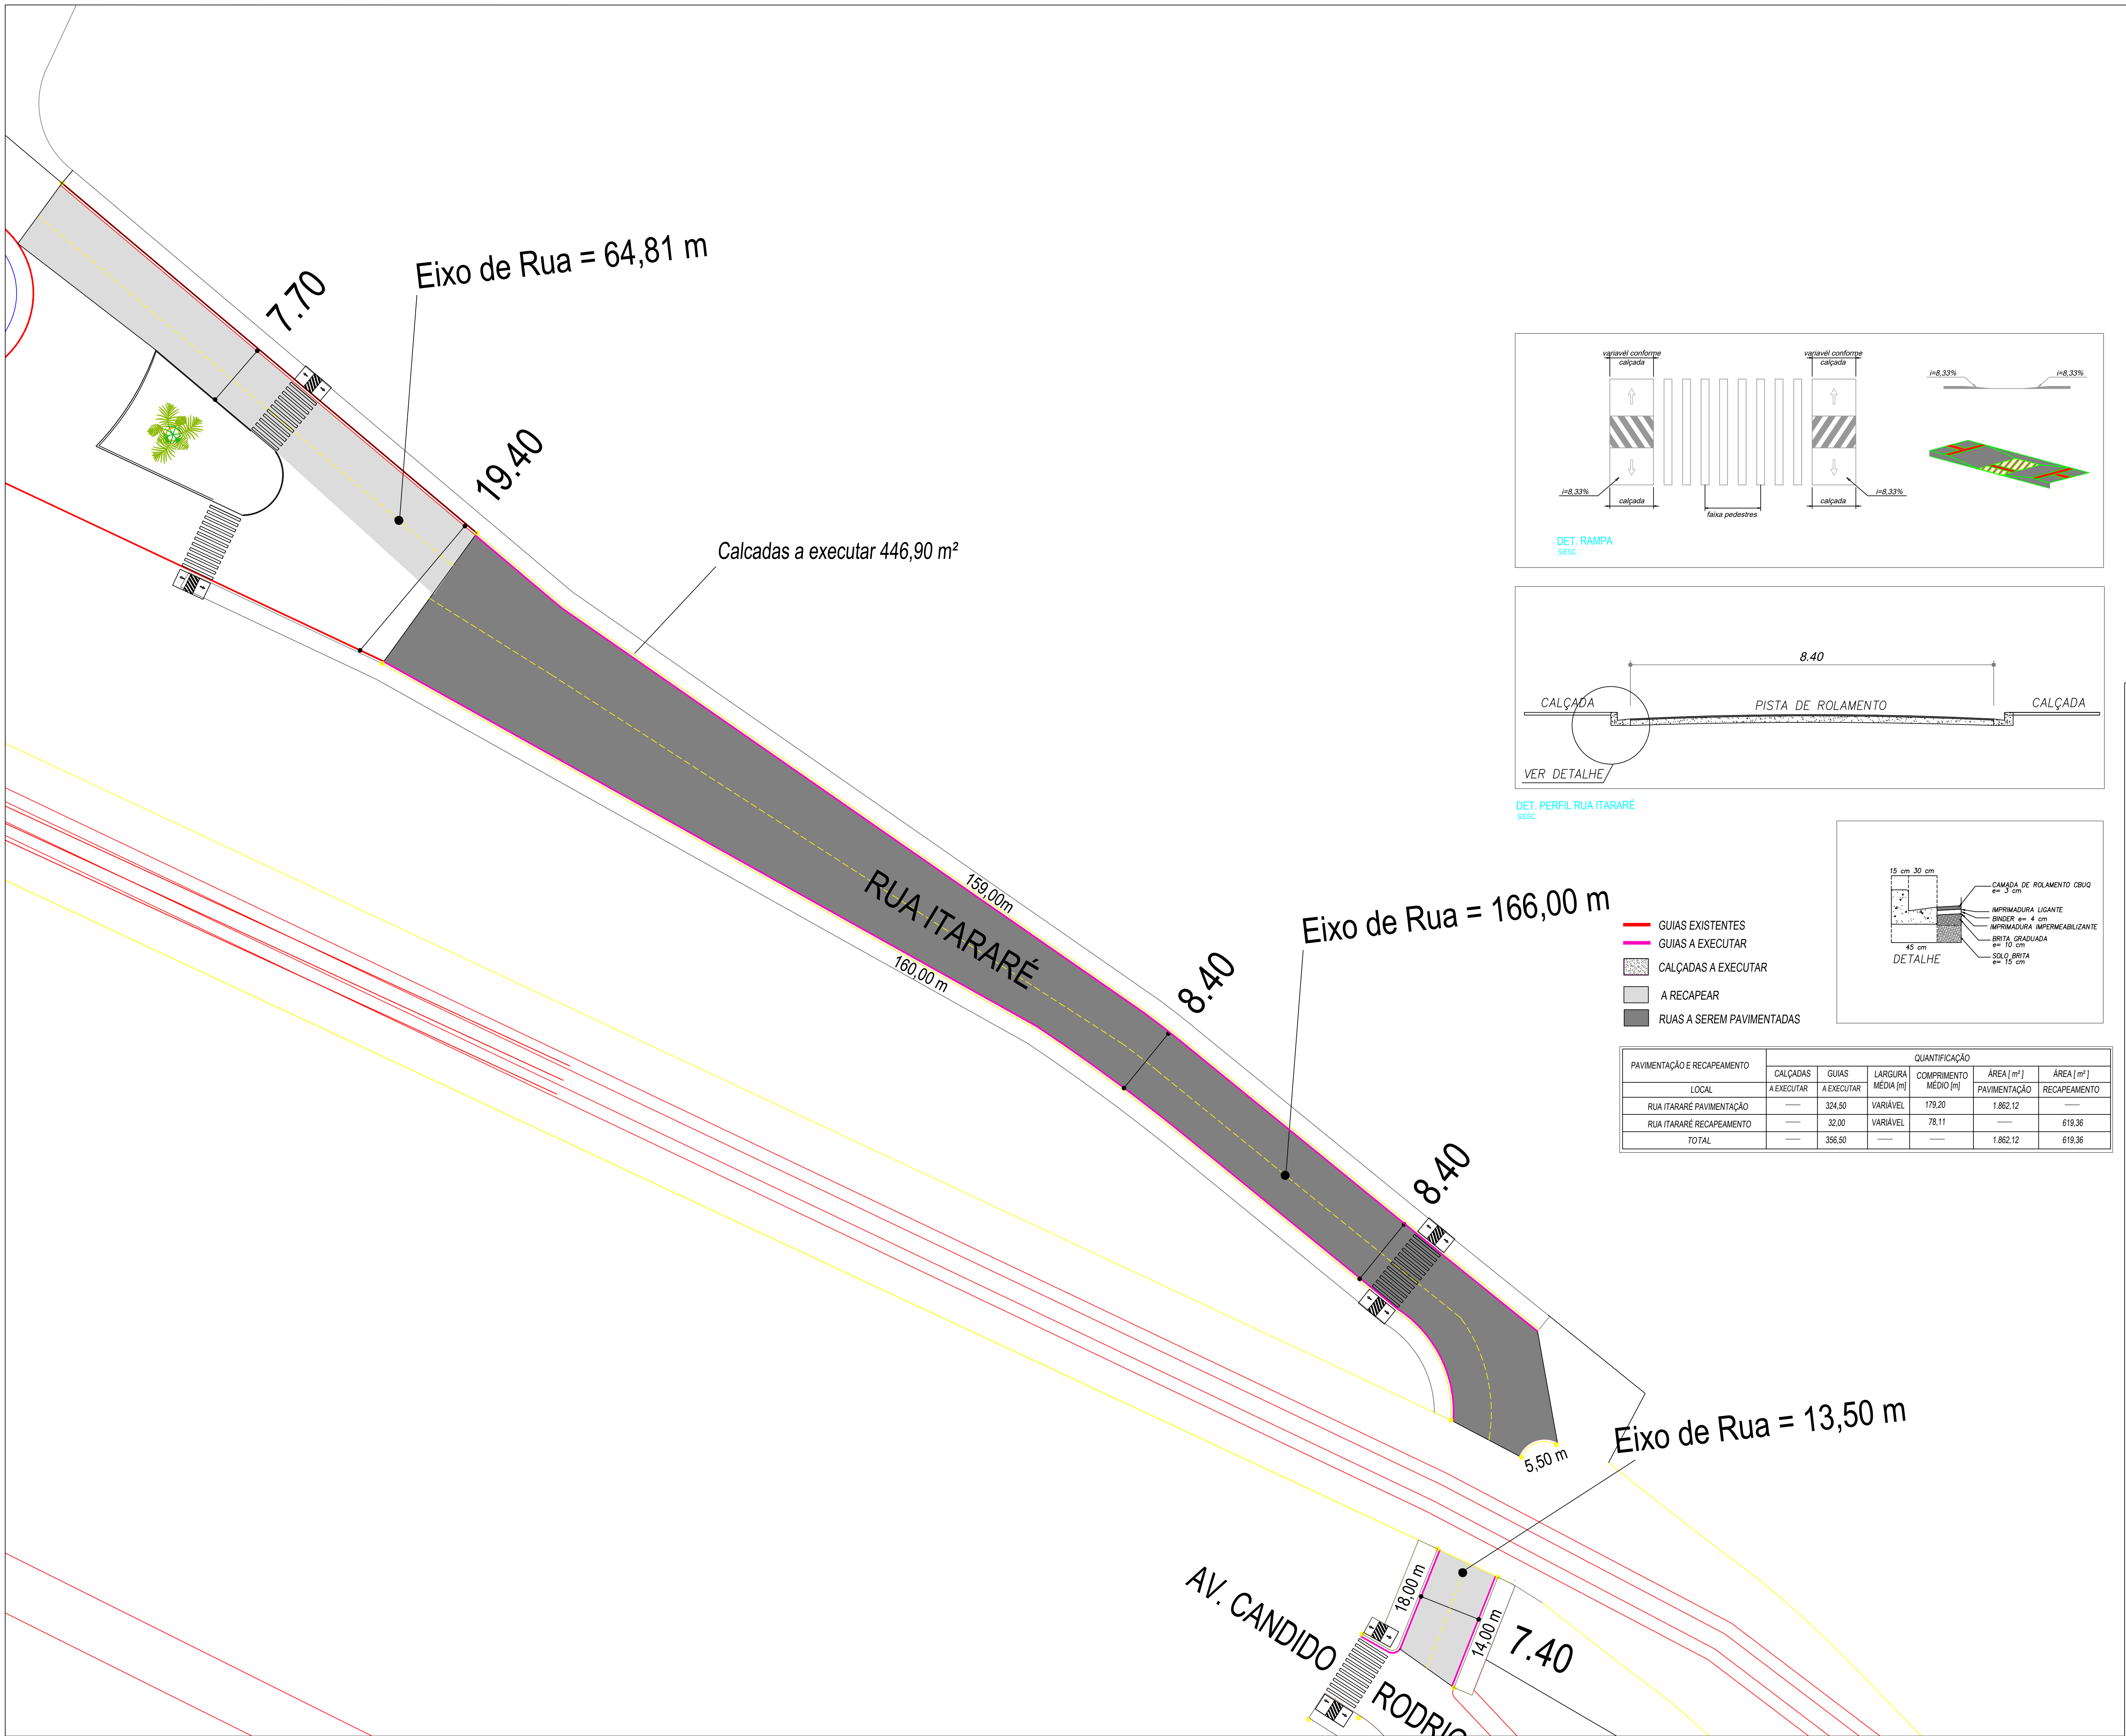 Eixo de Rua = 64,81 m
7.70
19.40
Calcadas a executar 446,90 m²
RUA ITARARÉ
159,00m
160,00 m
8.40
Eixo de Rua = 166,00 m
8.40
5,50 m
Eixo de Rua = 13,50 m
18,00 m
14,00 m
7.40
AV. CANDIDO
variavél conforme
calçada
variavél conforme
calçada
i=8,33%
i=8,33%
i=8,33%
i=8,33%
calçada
calçada
faixa pedestres
DET. RAMPA
S/ESC.
8.40
CALÇADA
PISTA DE ROLAMENTO
CALÇADA
VER DETALHE
DET. PERFIL RUA ITARARÉ
S/ESC.
15 cm 30 cm
CAMADA DE ROLAMENTO CBUQ
e= 3 cm
IMPRIMADURA LIGANTE
BINDER e= 4 cm
IMPRIMADURA IMPERMEABILIZANTE
BRITA GRADUADA
e= 10 cm
SOLO BRITA
e= 15 cm
45 cm
DETALHE
GUIAS EXISTENTES
GUIAS A EXECUTAR
CALÇADAS A EXECUTAR
A RECAPEAR
RUAS A SEREM PAVIMENTADAS
PAVIMENTAÇÃO E RECAPEAMENTO
QUANTIFICAÇÃO
CALÇADAS GUIAS LARGURA MÉDIA [m] COMPRIMENTO MÉDIO [m] ÁREA [ m² ] ÁREA [ m² ]
LOCAL A EXECUTAR A EXECUTAR PAVIMENTAÇÃO RECAPEAMENTO
RUA ITARARÉ PAVIMENTAÇÃO —— 324,50 VARIÁVEL 179,20 1.862,12 ——
RUA ITARARÉ RECAPEAMENTO —— 32,00 VARIÁVEL 78,11 —— 619,36
TOTAL —— 356,50 —— —— 1.862,12 619,36